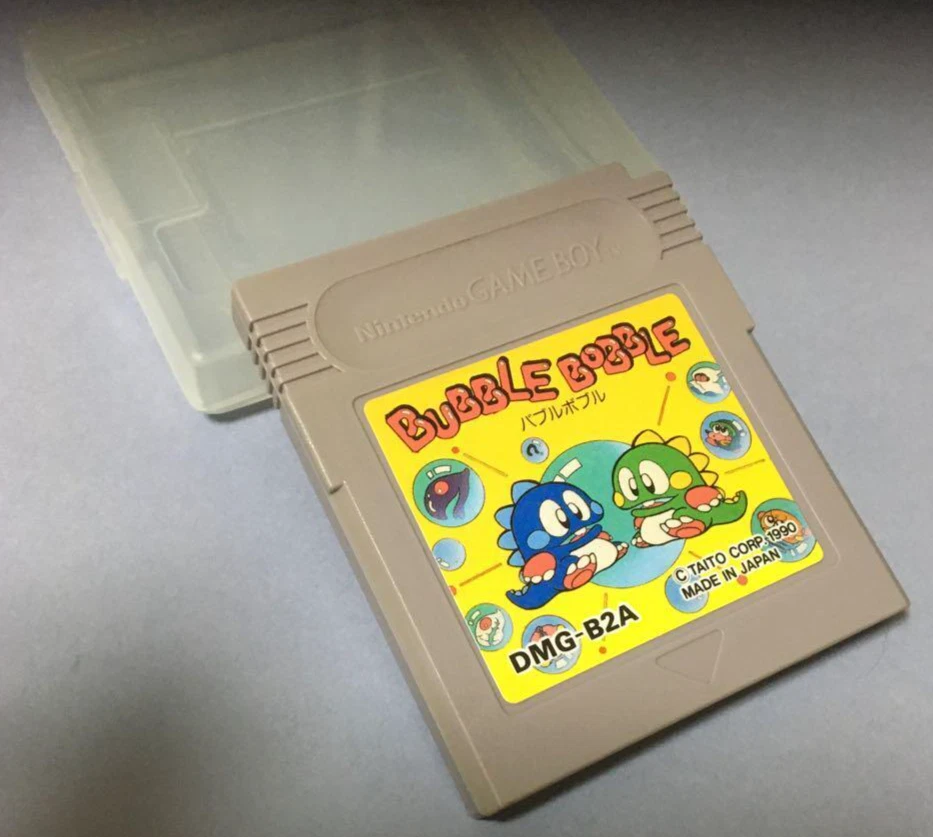 Nintendo GAME BOY
BUBBLE BOBBLE
バブルボブル
?
C TAITO CORP. 1990
MADE IN JAPAN
DMG-B2A